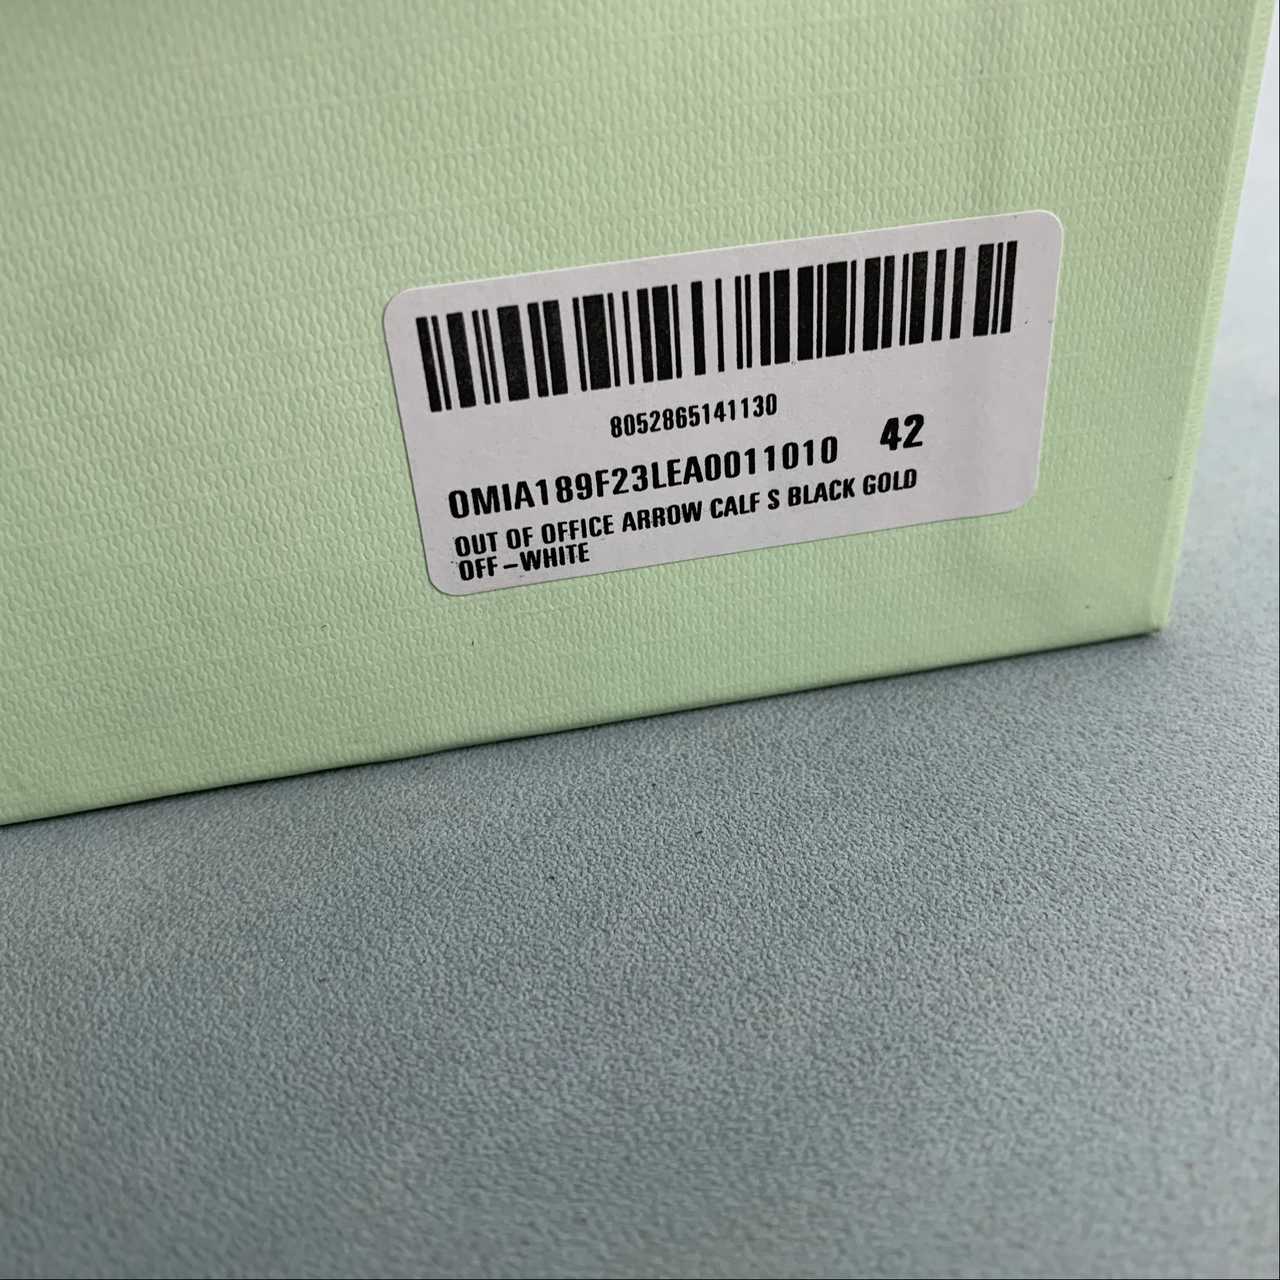 8052865141130
OMIA189F23LEA0011010 42
OUT OF OFFICE ARROW CALF S BLACK GOLD
OFF-WHITE